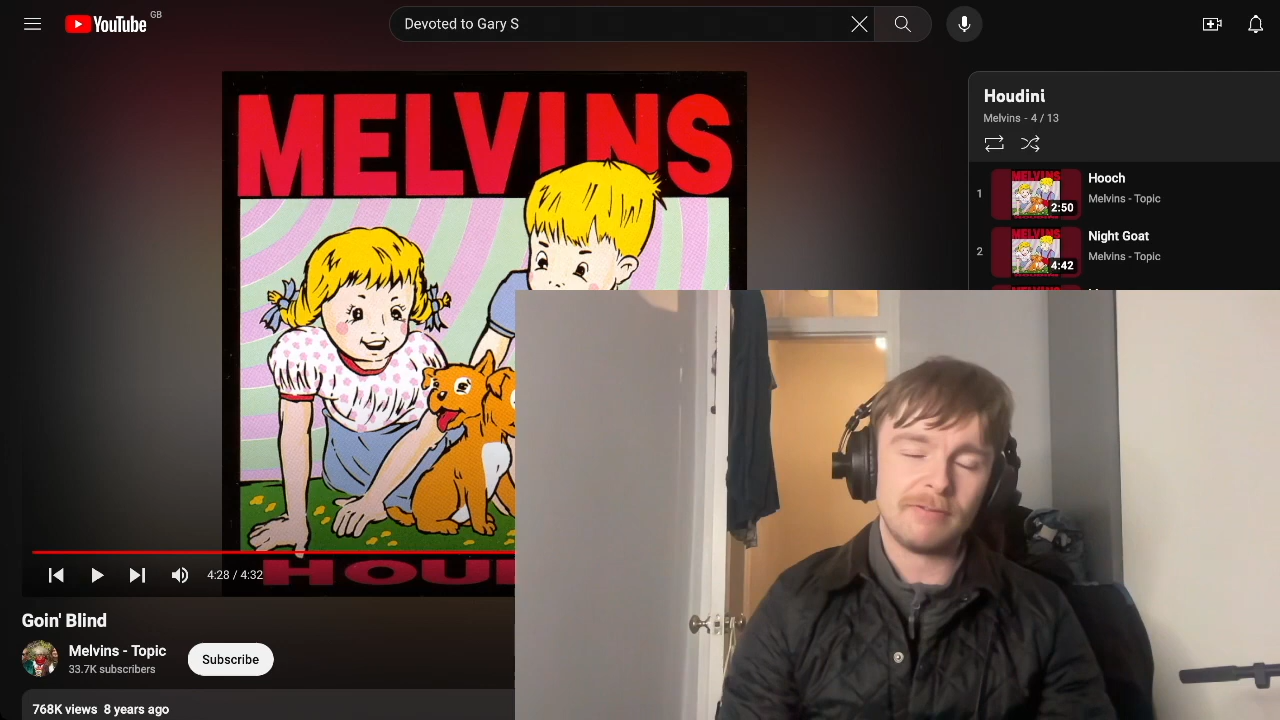 YouTube GB
Devoted to Gary S
MELVINS
Houdini
Melvins - 4 / 13
1
Hooch
Melvins - Topic
2:50
2
Night Goat
Melvins - Topic
4:42
4:28 / 4:32
Goin' Blind
Melvins - Topic
33.7K subscribers
Subscribe
768K views 8 years ago